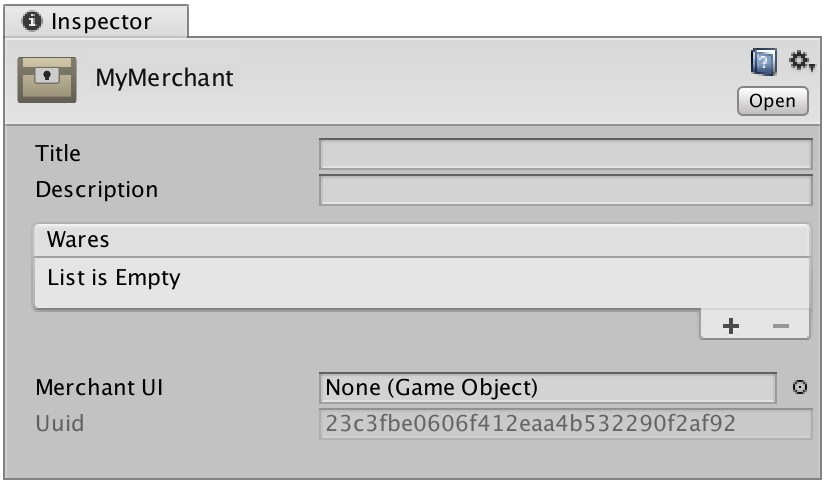 Inspector
MyMerchant
Open
Title
Description
Wares
List is Empty
Merchant UI None (Game Object)
Uuid 23c3fbe0606f412eaa4b532290f2af92